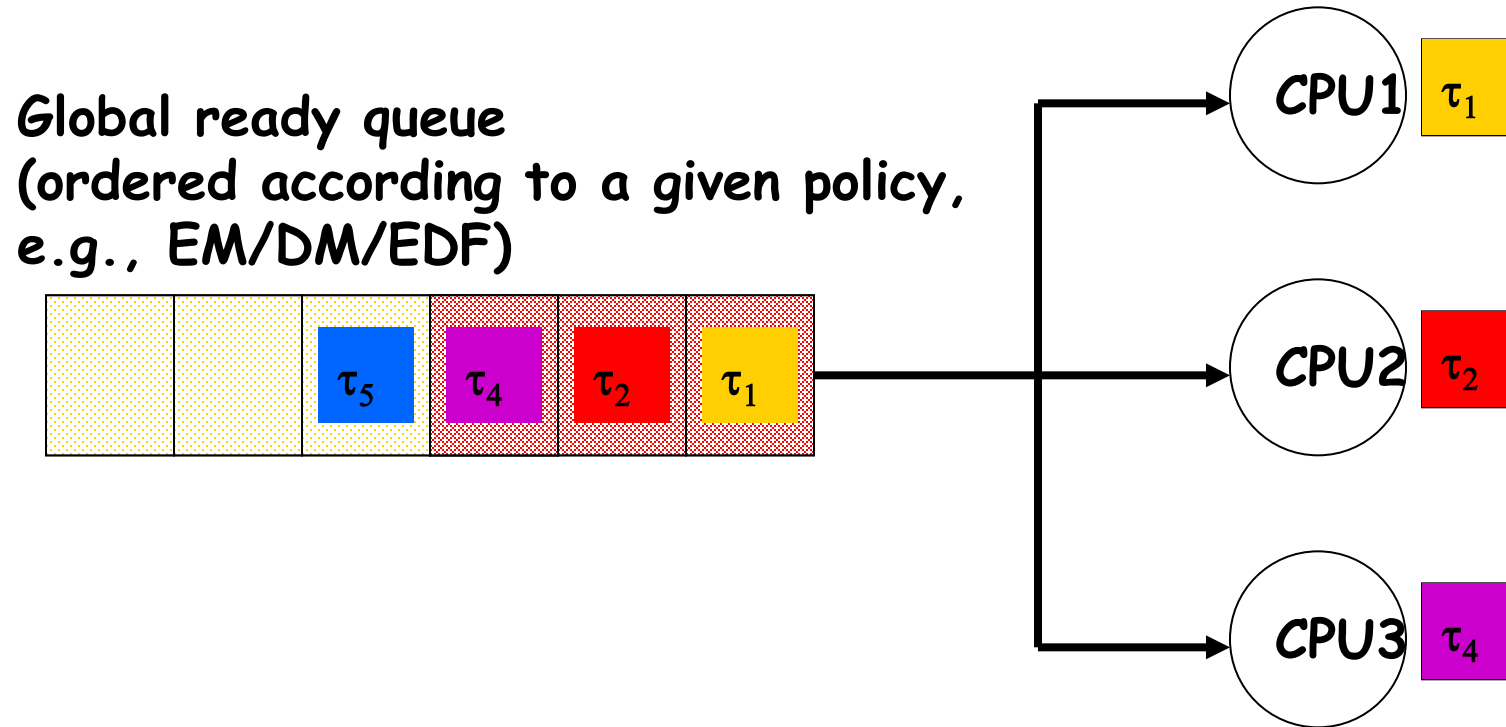 Global ready queue
(ordered according to a given policy,
e.g., EM/DM/EDF)
τ5 τ4 τ2 τ1
CPU1 τ1
CPU2 τ2
CPU3 τ4